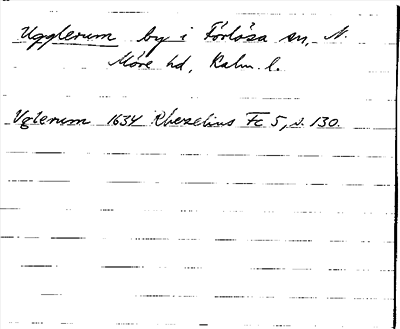 Ugglerum by i Förlösa sn, N.
Möre hd, Kalm. l.
Vglerum 1634 Rhezelius Fc 5, s. 130.